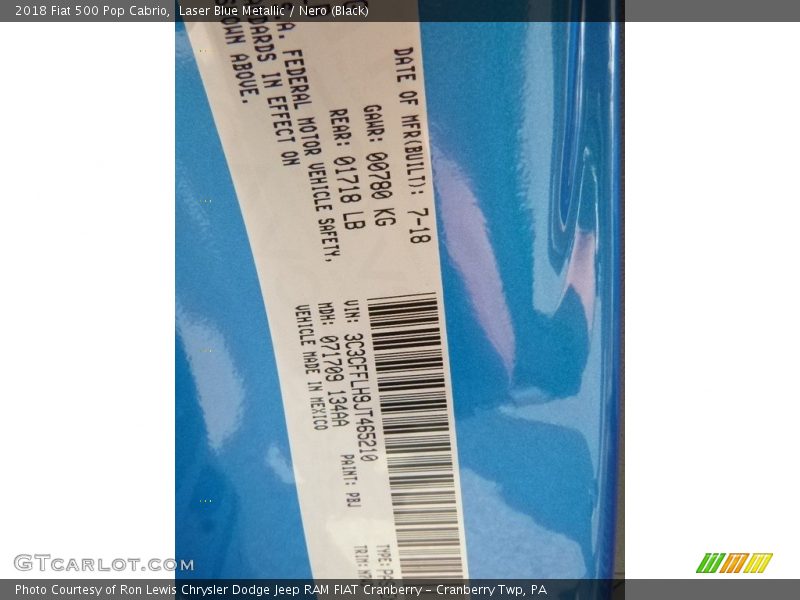 2018 Fiat 500 Pop Cabrio, Laser Blue Metallic / Nero (Black)
DATE OF MFR(BUILT): 7-18
GAWR: 00780 KG
REAR: 01718 LB
FEDERAL MOTOR VEHICLE SAFETY,
IN EFFECT ON
ABOVE.
VIN: 3C3CFFLH9JT465210
MDH: 071709 134AA
VEHICLE MADE IN MEXICO
PAINT: PBJ
TYPE:
TRIM:
GTCARLOT.COM
Photo Courtesy of Ron Lewis Chrysler Dodge Jeep RAM FIAT Cranberry – Cranberry Twp, PA